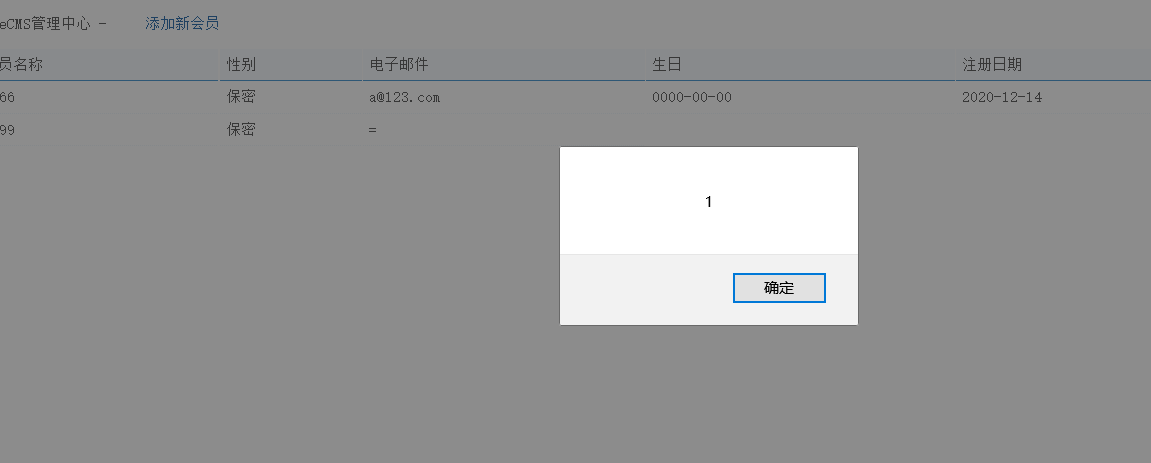 eCMS管理中心 - 添加新会员
员名称 性别 电子邮件 生日 注册日期
66 保密 a@123.com 0000-00-00 2020-12-14
99 保密 =
1
确定